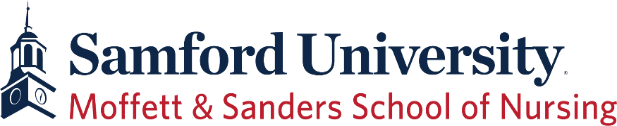 Samford University
Moffett & Sanders School of Nursing